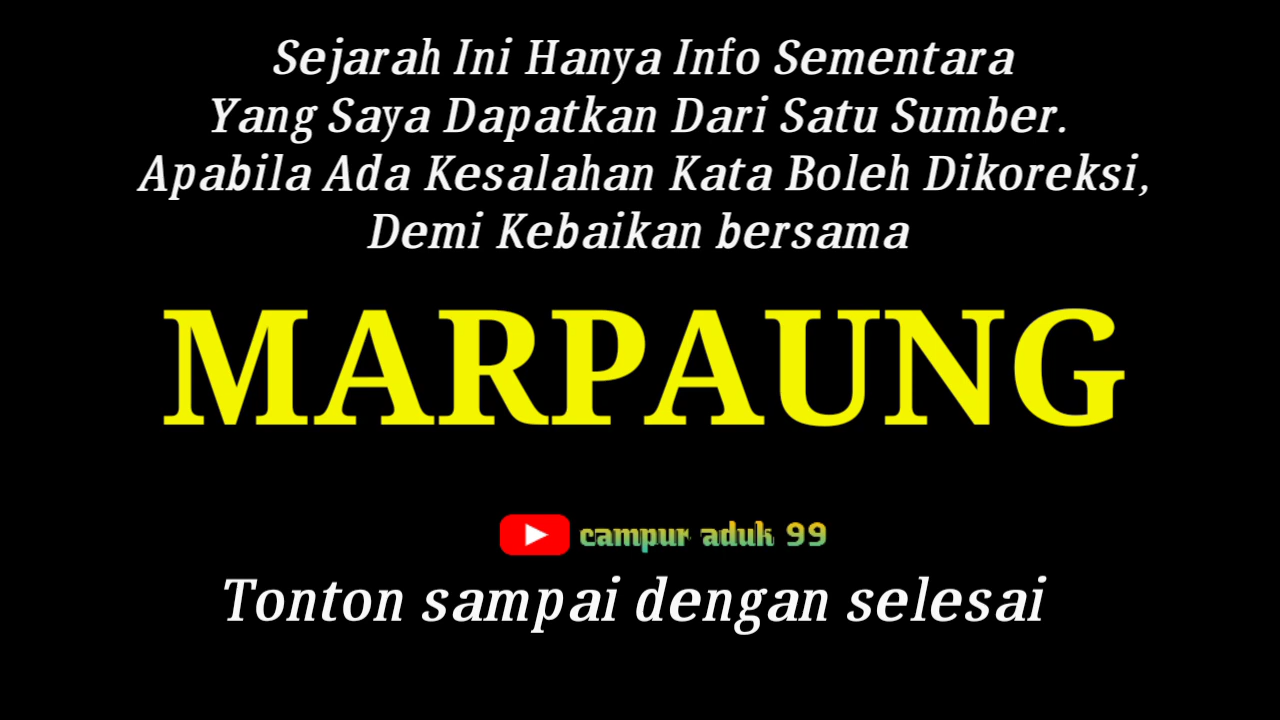 Sejarah Ini Hanya Info Sementara
Yang Saya Dapatkan Dari Satu Sumber.
Apabila Ada Kesalahan Kata Boleh Dikoreksi,
Demi Kebaikan bersama
MARPAUNG
campur aduk 99
Tonton sampai dengan selesai